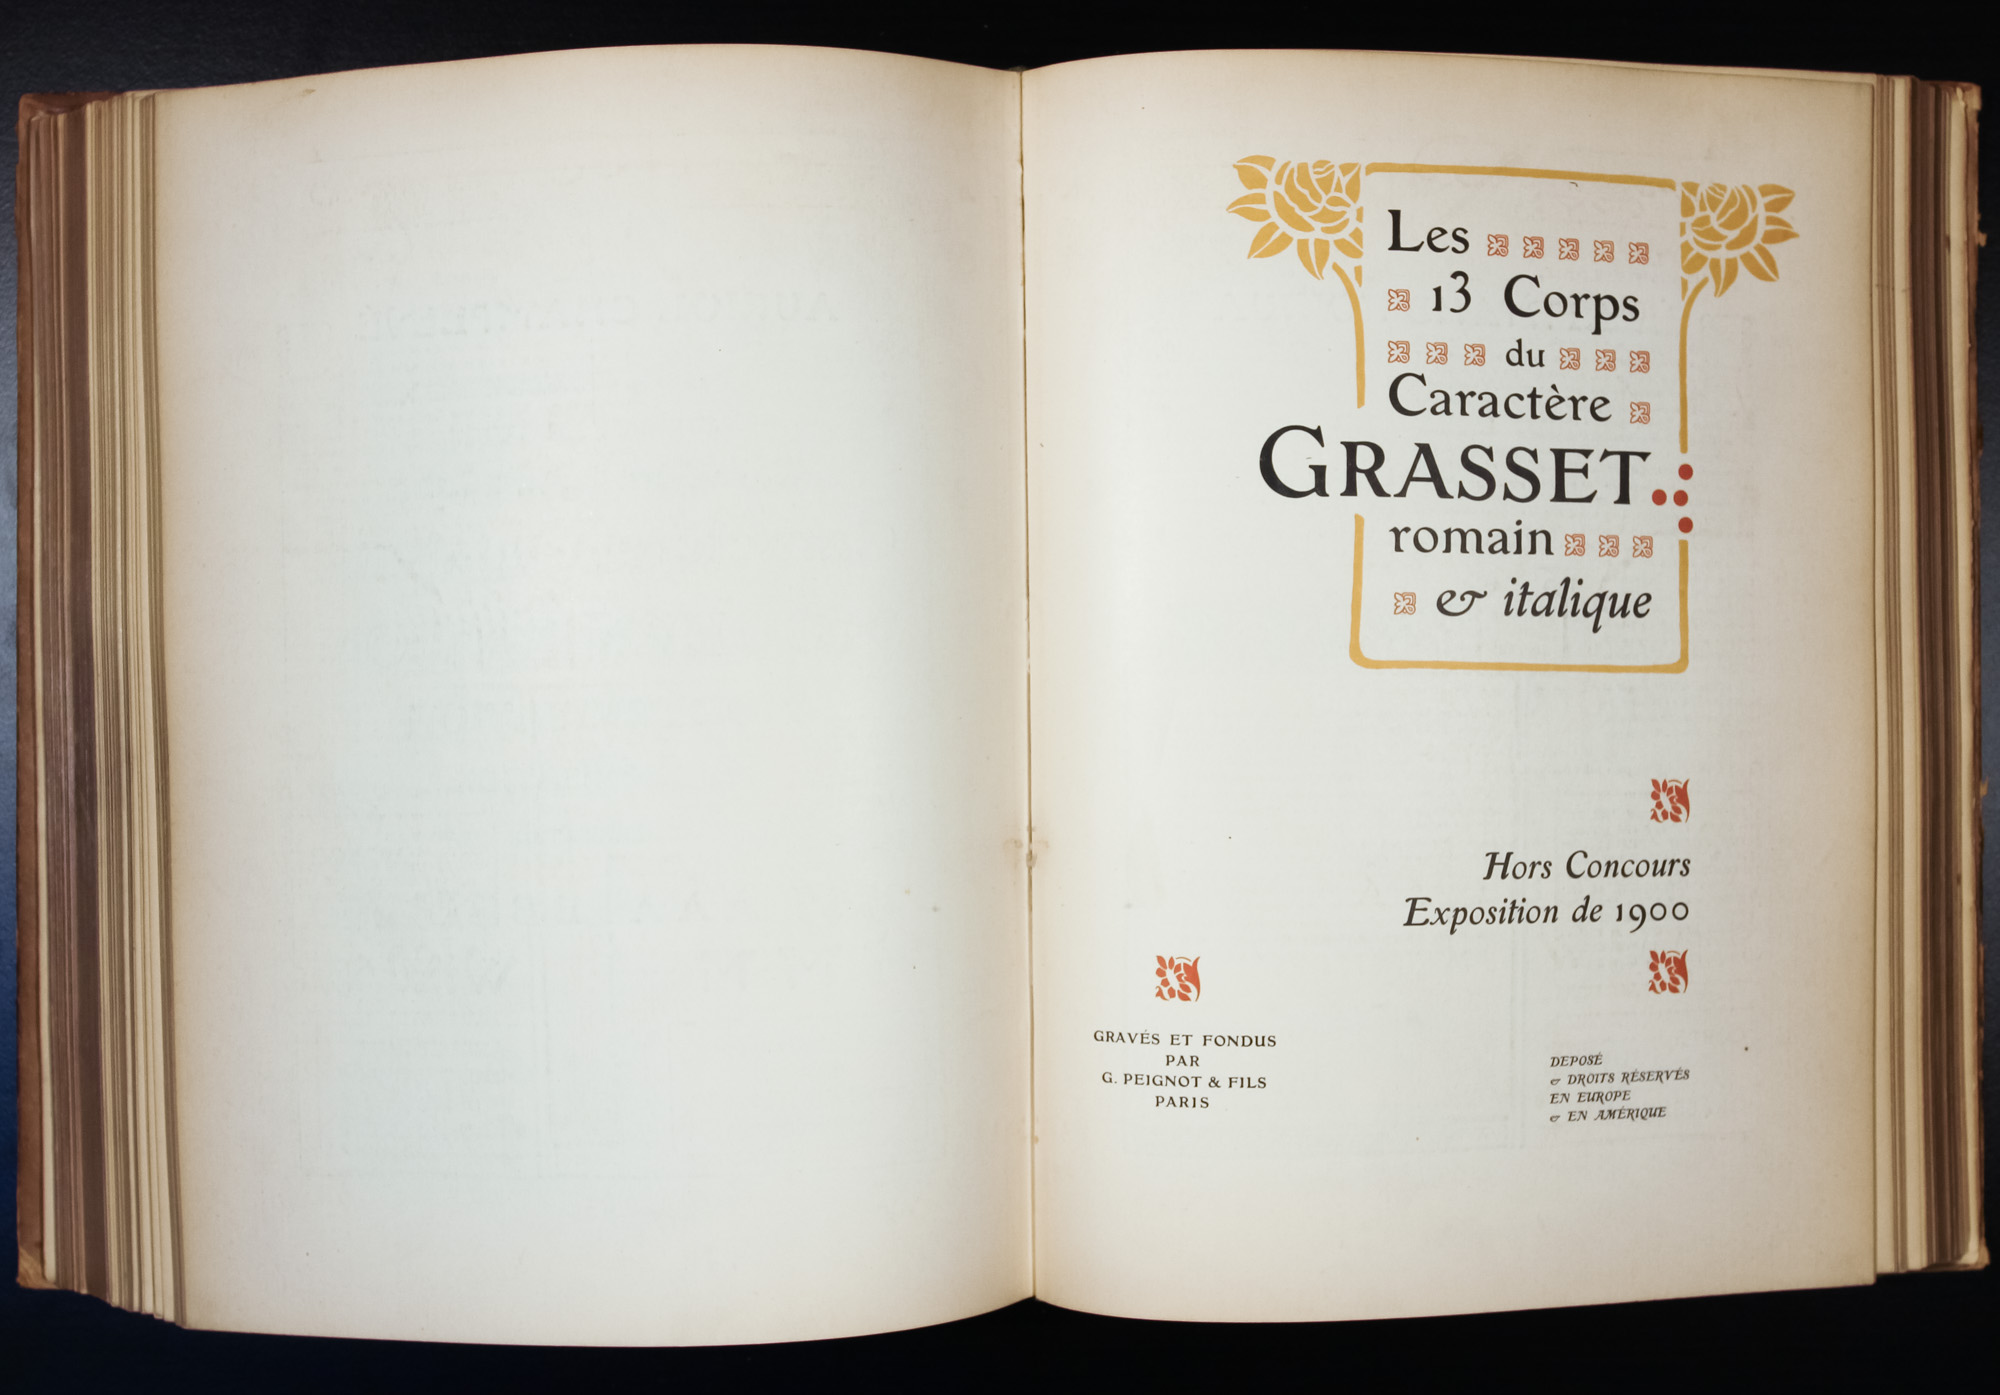 Les
13 Corps
du
Caractère
GRASSET
romain
& italique
Hors Concours
Exposition de 1900
GRAVÉS ET FONDUS
PAR
G. PEIGNOT & FILS
PARIS
DEPOSÉ
& DROITS RÉSERVÉS
EN EUROPE
& EN AMÉRIQUE